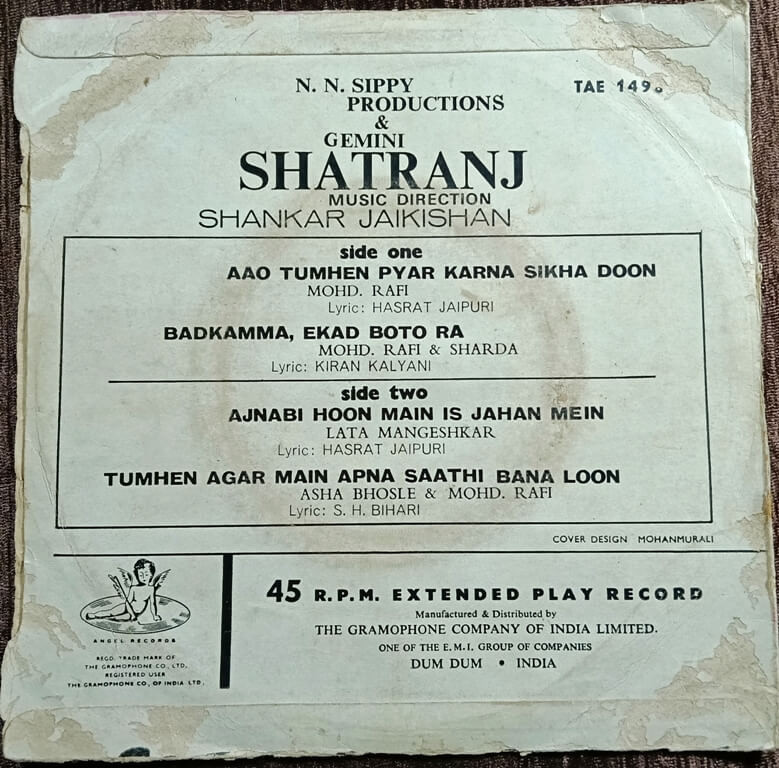 N. N. SIPPY
PRODUCTIONS
&
GEMINI
TAE 149
SHATRANJ
MUSIC DIRECTION
SHANKAR JAIKISHAN
side one
AAO TUMHEN PYAR KARNA SIKHA DOON
MOHD. RAFI
Lyric: HASRAT JAIPURI
BADKAMMA, EKAD BOTO RA
MOHD. RAFI & SHARDA
Lyric: KIRAN KALYANI
side two
AJNABI HOON MAIN IS JAHAN MEIN
LATA MANGESHKAR
Lyric: HASRAT JAIPURI
TUMHEN AGAR MAIN APNA SAATHI BANA LOON
ASHA BHOSLE & MOHD. RAFI
Lyric: S. H. BIHARI
COVER DESIGN MOHANMURALI
ANGEL RECORDS
REGD. TRADE MARK OF
THE GRAMOPHONE CO., LTD.
REGISTERED USER
THE GRAMOPHONE CO., OF INDIA LTD.
45 R.P.M. EXTENDED PLAY RECORD
Manufactured & Distributed by
THE GRAMOPHONE COMPANY OF INDIA LIMITED.
ONE OF THE E.M.I. GROUP OF COMPANIES
DUM DUM • INDIA